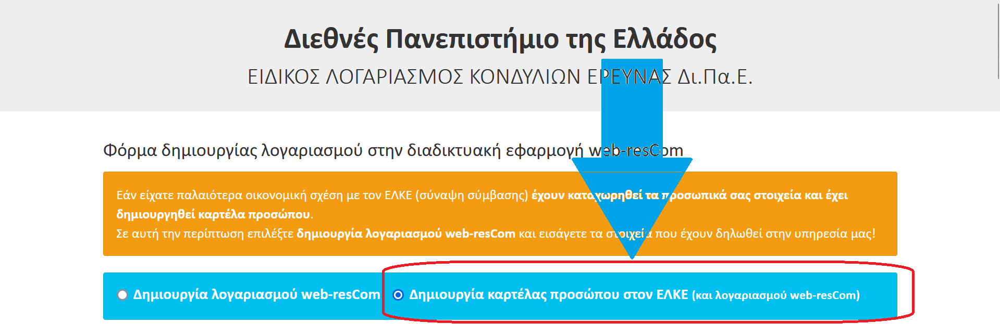 Διεθνές Πανεπιστήμιο της Ελλάδος
ΕΙΔΙΚΟΣ ΛΟΓΑΡΙΑΣΜΟΣ ΚΟΝΔΥΛΙΩΝ ΕΡΕΥΝΑΣ Δι.Πα.Ε.
Φόρμα δημιουργίας λογαριασμού στην διαδικτυακή εφαρμογή web-resCom
Εάν είχατε παλαιότερα οικονομική σχέση με τον ΕΛΚΕ (σύναψη σύμβασης) έχουν καταχωρηθεί τα προσωπικά σας στοιχεία και έχει
δημιουργηθεί καρτέλα προσώπου.
Σε αυτή την περίπτωση επιλέξτε δημιουργία λογαριασμού web-resCom και εισάγετε τα στοιχεία που έχουν δηλωθεί στην υπηρεσία μας!
Δημιουργία λογαριασμού web-resCom Δημιουργία καρτέλας προσώπου στον ΕΛΚΕ (και λογαριασμού web-resCom)